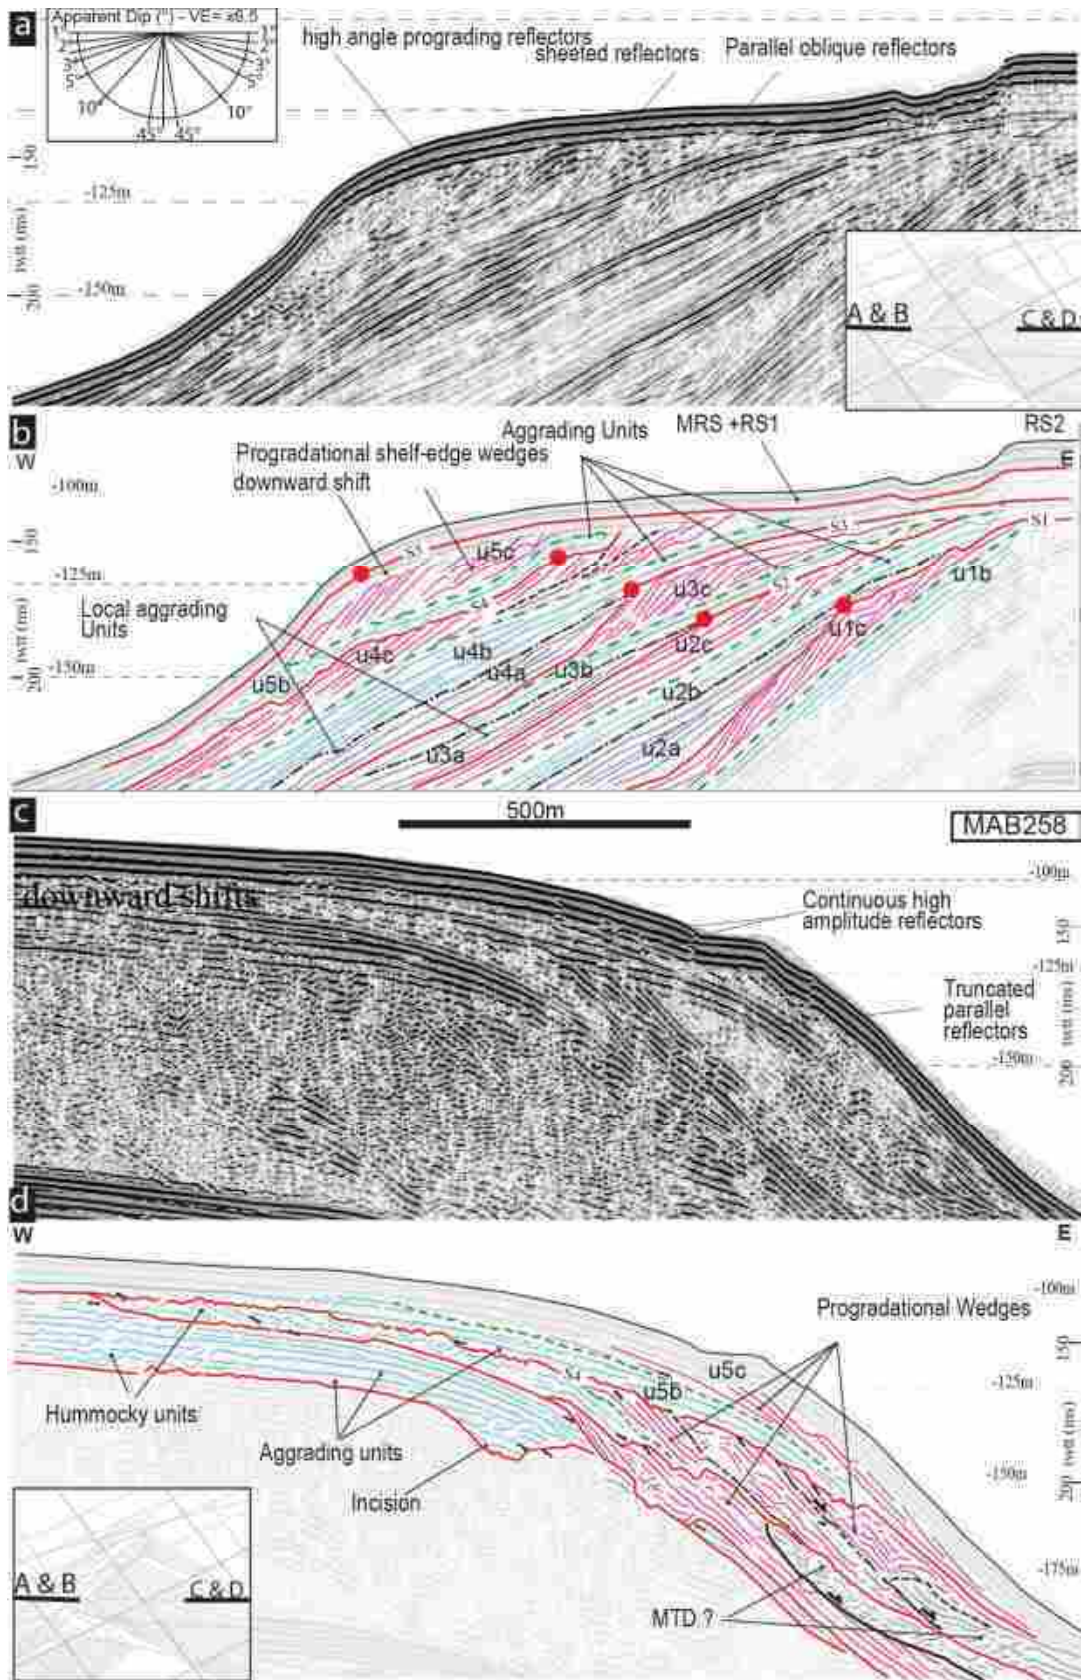 a
Apparent Dip (°) - VE= x8.5
1° 1°
2° 2°
3° 3°
5° 5°
10° 10°
45° 45°
high angle prograding reflectors
sheeted reflectors
Parallel oblique reflectors
150
-125m
twtt (ms)
200
-150m
A & B
C & D
b
W
Aggrading Units
MRS +RS1
RS2
E
Progradational shelf-edge wedges
downward shift
-100m
150
-125m
twtt (ms)
200
-150m
Local aggrading
Units
S5
u5c
S3
S1
u1b
u3c
S2
S4
u2c
u1c
u4c
u4b
u4a
u3b
u5b
u2b
u3a
u2a
c
500m
MAB258
downward shifts
-100m
Continuous high
amplitude reflectors
150
-125m
Truncated
parallel
reflectors
twtt (ms)
-150m
200
d
W
E
-100m
Progradational Wedges
150
u5c
S4
u5b
-125m
Hummocky units
Aggrading units
twtt (ms)
-150m
200
Incision
-175m
A & B
C & D
MTD ?